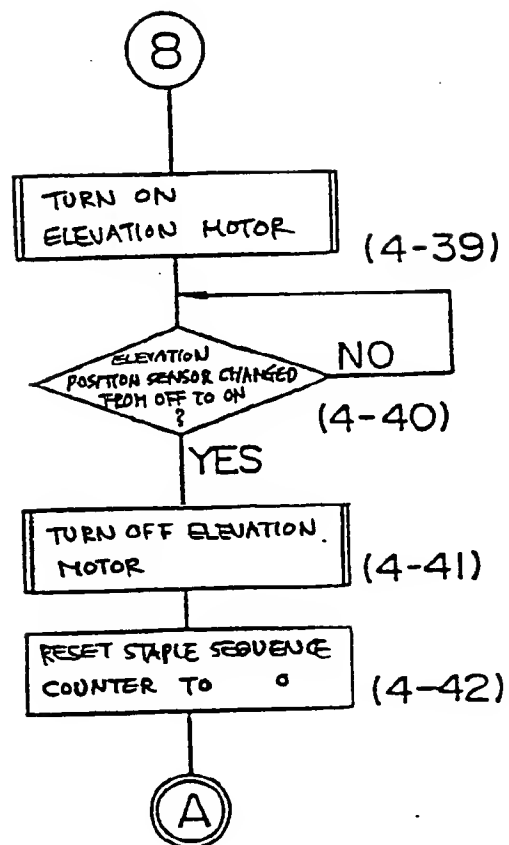 8
TURN ON
ELEVATION MOTOR
(4-39)
ELEVATION
POSITION SENSOR CHANGED
FROM OFF TO ON
?
NO
(4-40)
YES
TURN OFF ELEVATION.
MOTOR
(4-41)
RESET STAPLE SEQUENCE
COUNTER TO 0
(4-42)
A